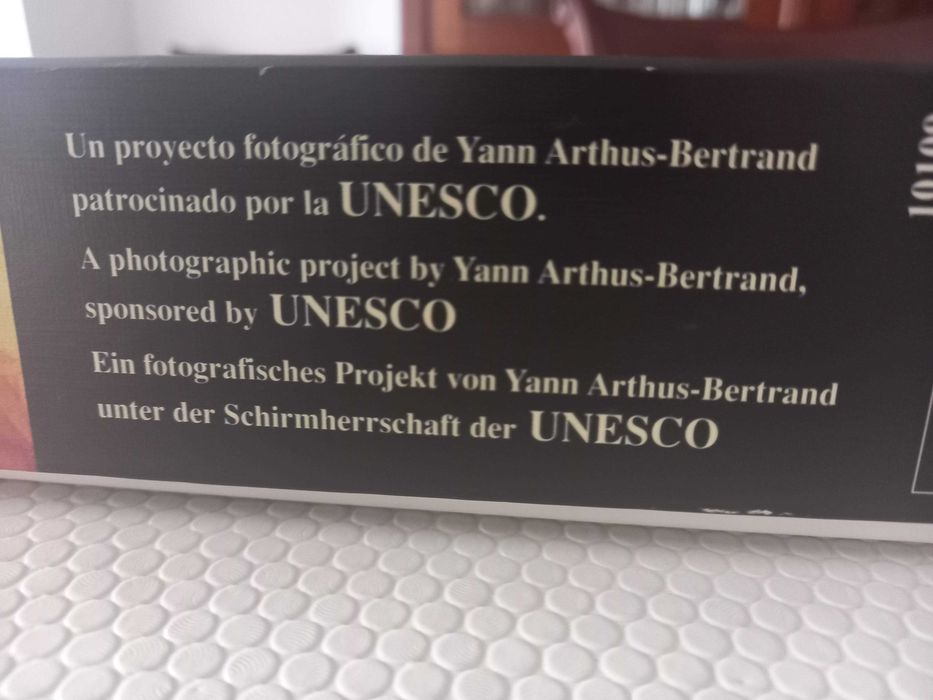 Un proyecto fotográfico de Yann Arthus-Bertrand
patrocinado por la UNESCO.
A photographic project by Yann Arthus-Bertrand,
sponsored by UNESCO
Ein fotografisches Projekt von Yann Arthus-Bertrand
unter der Schirmherrschaft der UNESCO